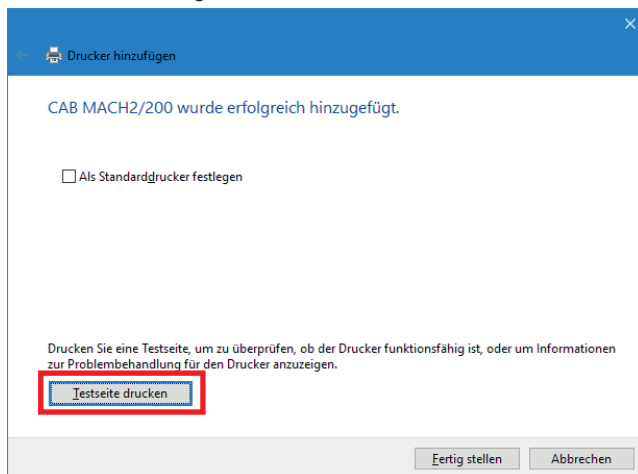 Drucker hinzufügen
CAB MACH2/200 wurde erfolgreich hinzugefügt.
Als Standarddrucker festlegen
Drucken Sie eine Testseite, um zu überprüfen, ob der Drucker funktionsfähig ist, oder um Informationen
zur Problembehandlung für den Drucker anzuzeigen.
Testseite drucken
Fertig stellen Abbrechen